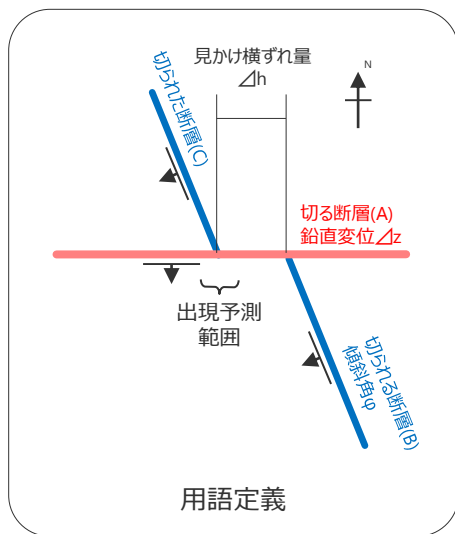 見かけ横ずれ量
⊿h
N
切られた断層(C)
切る断層(A)
鉛直変位⊿z
出現予測
範囲
切られる断層(B)
傾斜角φ
用語定義